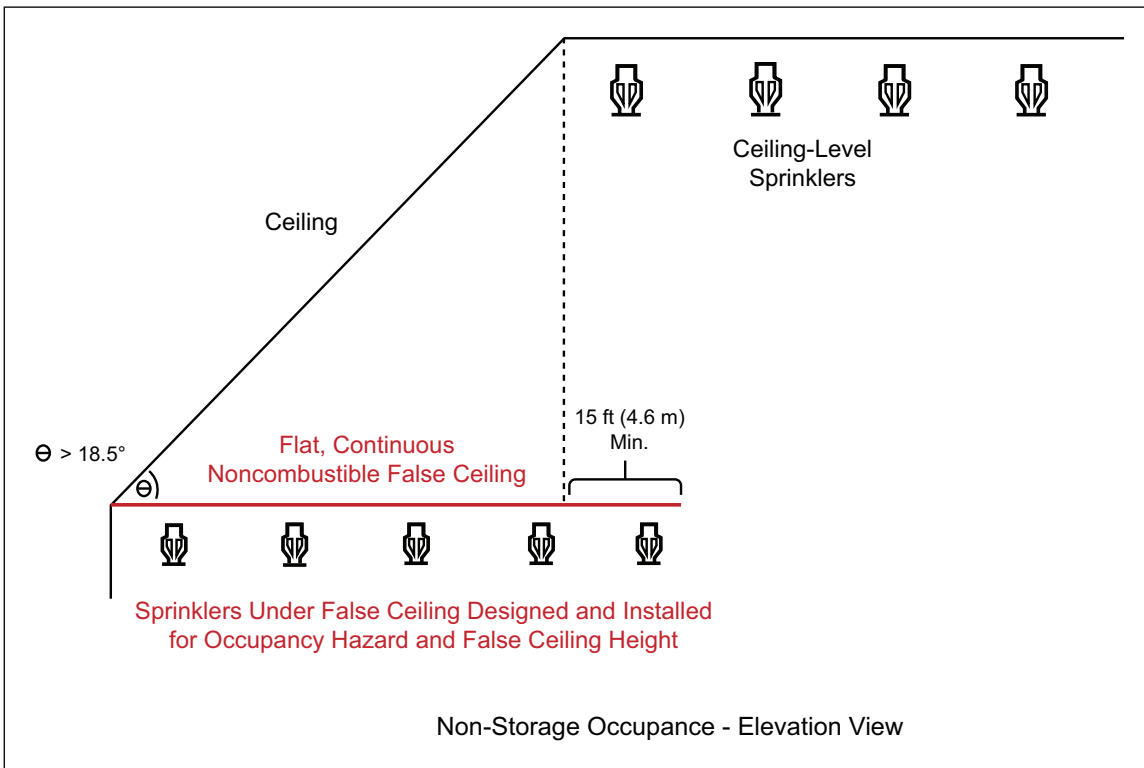 Ceiling-Level
Sprinklers
Ceiling
15 ft (4.6 m)
Min.
Θ > 18.5°
Flat, Continuous
Noncombustible False Ceiling
Θ
Sprinklers Under False Ceiling Designed and Installed
for Occupancy Hazard and False Ceiling Height
Non-Storage Occupance - Elevation View